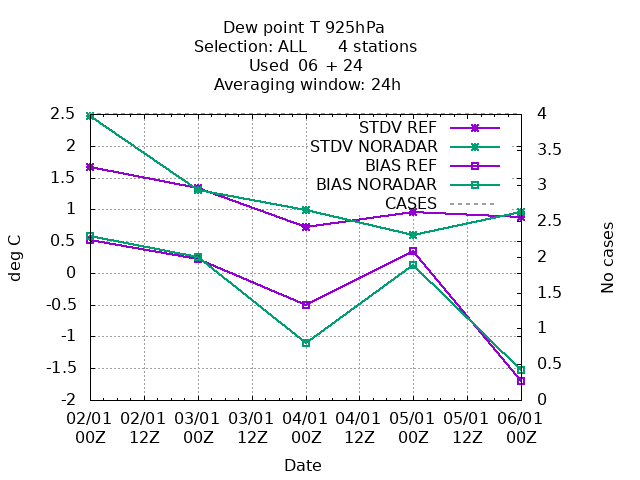 Dew point T 925hPa
Selection: ALL 4 stations
Used 06 + 24
Averaging window: 24h
2.5
2
1.5
1
0.5
0
-0.5
-1
-1.5
-2
deg C
4
3.5
3
2.5
2
1.5
1
0.5
0
No cases
STDV REF
STDV NORADAR
BIAS REF
BIAS NORADAR
CASES
02/01 02/01 03/01 03/01 04/01 04/01 05/01 05/01 06/01
00Z 12Z 00Z 12Z 00Z 12Z 00Z 12Z 00Z
Date